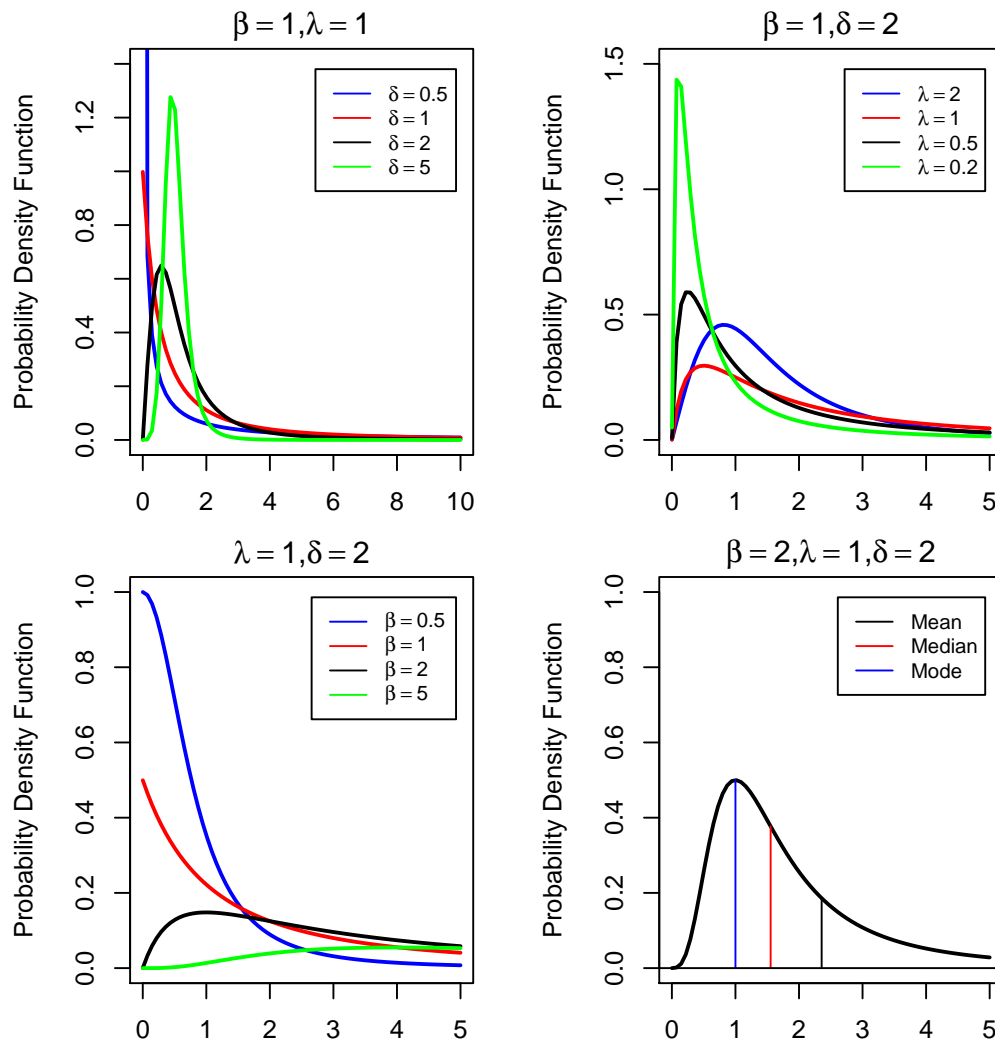 β = 1,λ = 1
Probability Density Function
0.0 0.4 0.8 1.2
δ = 0.5
δ = 1
δ = 2
δ = 5
0 2 4 6 8 10
β = 1,δ = 2
Probability Density Function
0.0 0.5 1.0 1.5
λ = 2
λ = 1
λ = 0.5
λ = 0.2
0 1 2 3 4 5
λ = 1,δ = 2
Probability Density Function
0.0 0.2 0.4 0.6 0.8 1.0
β = 0.5
β = 1
β = 2
β = 5
0 1 2 3 4 5
β = 2,λ = 1,δ = 2
Probability Density Function
0.0 0.2 0.4 0.6 0.8 1.0
Mean
Median
Mode
0 1 2 3 4 5